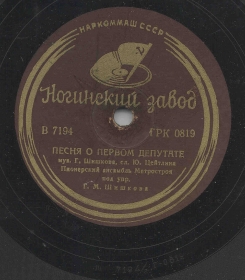 НАРКОММАШ СССР
Ногинский завод
В 7194 ГРК 0819
ПЕСНЯ О ПЕРВОМ ДЕПУТАТЕ
муз. Г. Шишкова, сл. Ю. Цейтлина
Пионерский ансамбль Метростроя
под упр.
Г. М. Шишкова